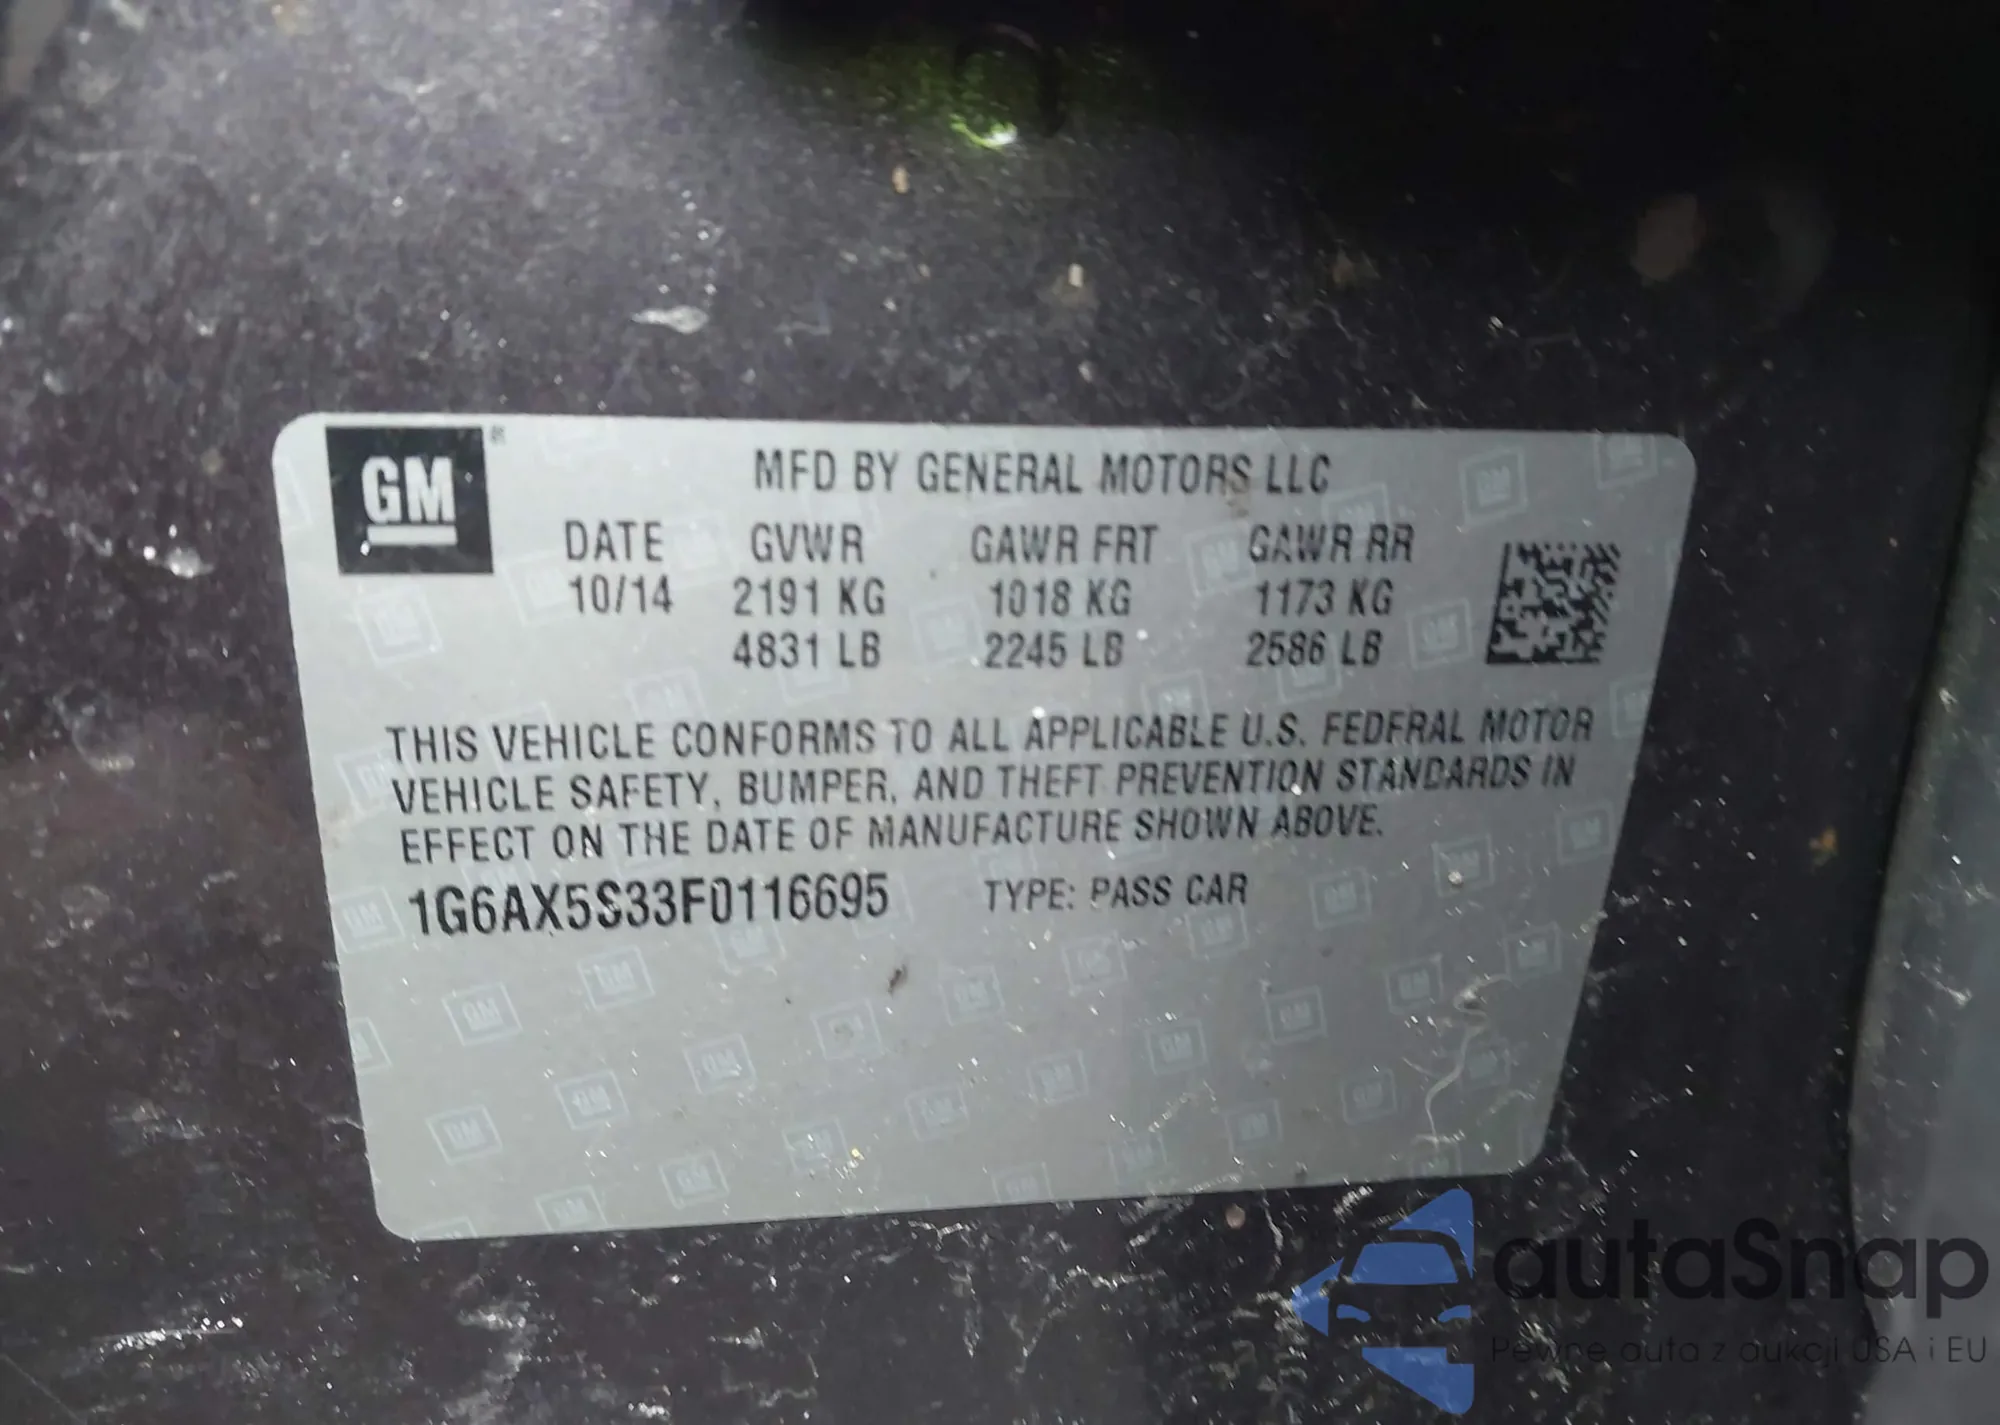 GM®
MFD BY GENERAL MOTORS LLC
DATE GVWR GAWR FRT GAWR RR
10/14 2191 KG 1018 KG 1173 KG
4831 LB 2245 LB 2586 LB
THIS VEHICLE CONFORMS TO ALL APPLICABLE U.S. FEDERAL MOTOR
VEHICLE SAFETY, BUMPER, AND THEFT PREVENTION STANDARDS IN
EFFECT ON THE DATE OF MANUFACTURE SHOWN ABOVE.
1G6AX5S33F0116695 TYPE: PASS CAR
autaSnap
Pewne auta z aukcji USA i EU